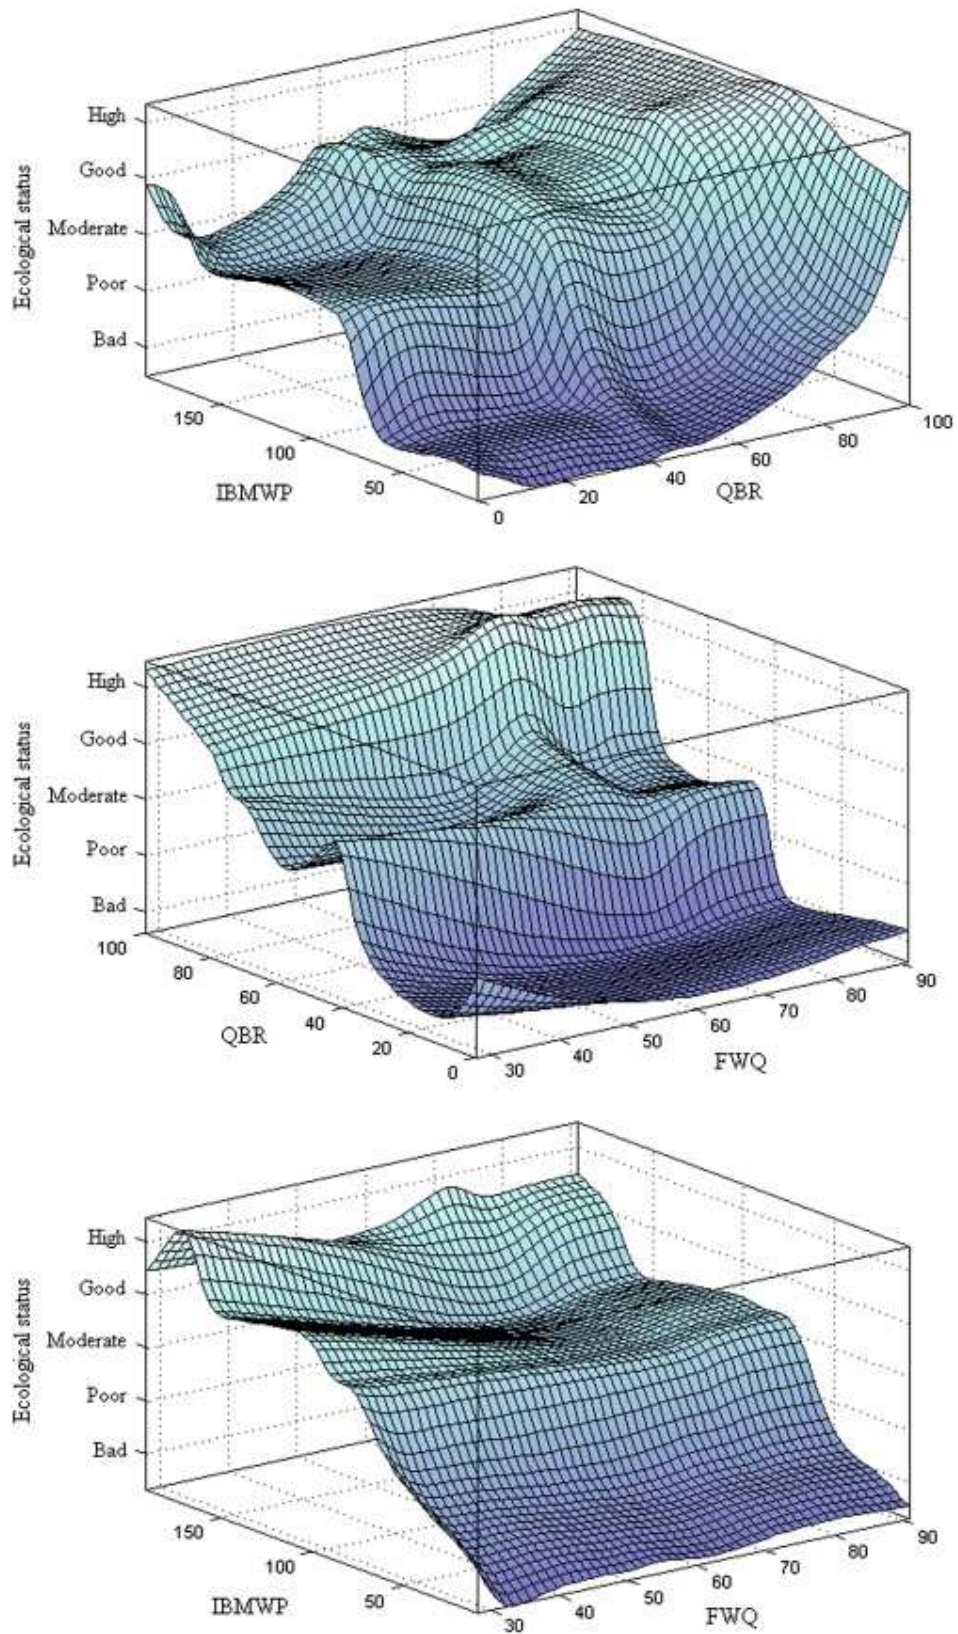 High
Good
Moderate
Poor
Bad
Ecological status
150
100
50
0
IBMWP
20
40
60
80
100
QBR
High
Good
Moderate
Poor
Bad
Ecological status
100
80
60
40
20
0
QBR
30
40
50
60
70
80
90
FWQ
High
Good
Moderate
Poor
Bad
Ecological status
150
100
50
IBMWP
30
40
50
60
70
80
90
FWQ